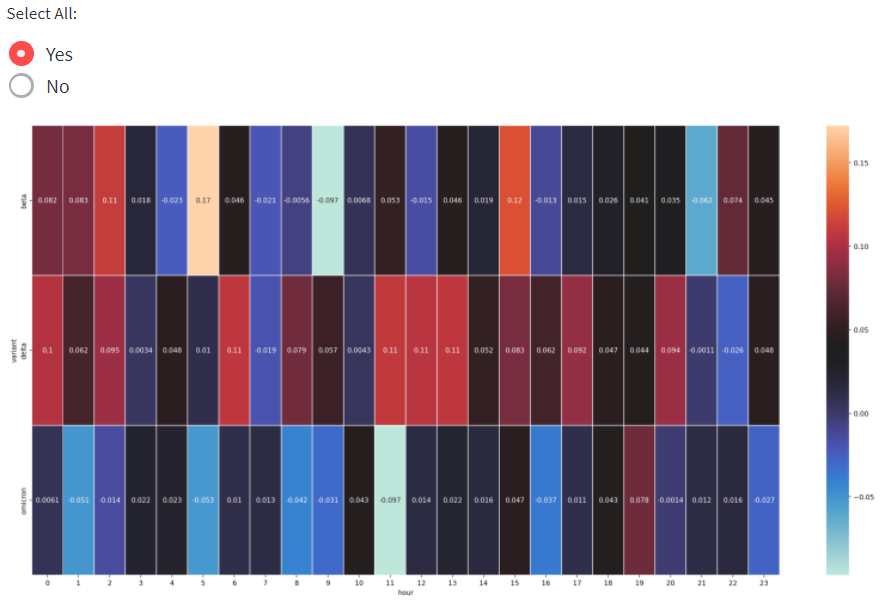 Select All:
Yes
No
beta 0.082 0.083 0.11 0.018 -0.023 0.17 0.046 -0.021 -0.0056 -0.097 0.0068 0.053 -0.015 0.046 0.019 0.12 -0.013 0.015 0.026 0.041 0.035 -0.062 0.074 0.045
variant
delta 0.1 0.062 0.095 0.0034 0.048 0.01 0.11 -0.019 0.079 0.057 0.0043 0.11 0.11 0.11 0.052 0.083 0.062 0.092 0.047 0.044 0.094 -0.0011 -0.026 0.048
omicron 0.0061 -0.051 -0.014 0.022 0.023 -0.053 0.01 0.013 -0.042 -0.031 0.043 -0.097 0.014 0.022 0.016 0.047 -0.037 0.011 0.043 0.078 -0.0014 0.012 0.016 -0.027
0 1 2 3 4 5 6 7 8 9 10 11 12 13 14 15 16 17 18 19 20 21 22 23
hour
0.15
0.10
0.05
0.00
−0.05